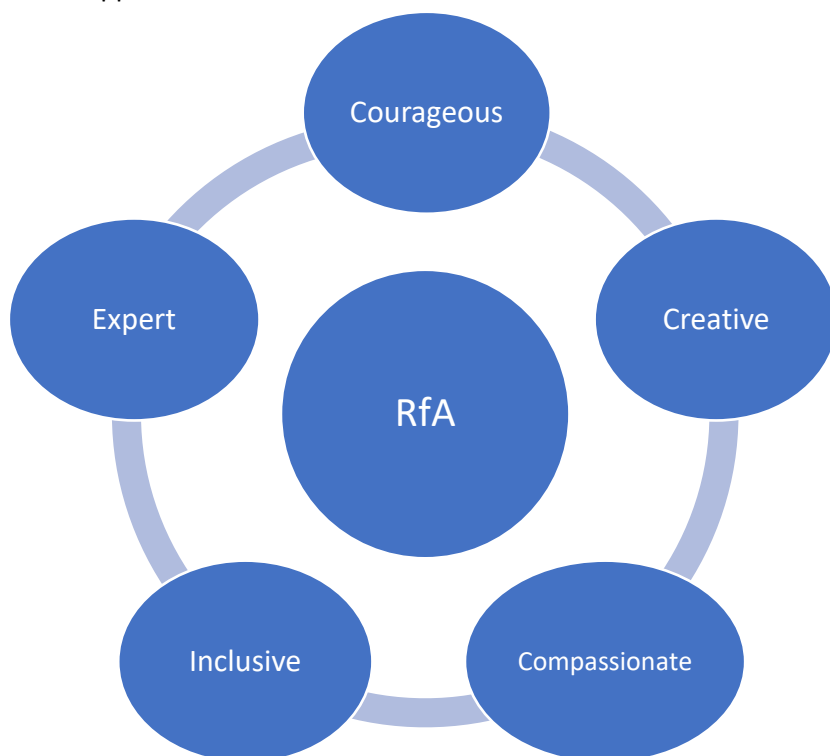 Courageous
Creative
Compassionate
Inclusive
Expert
RfA